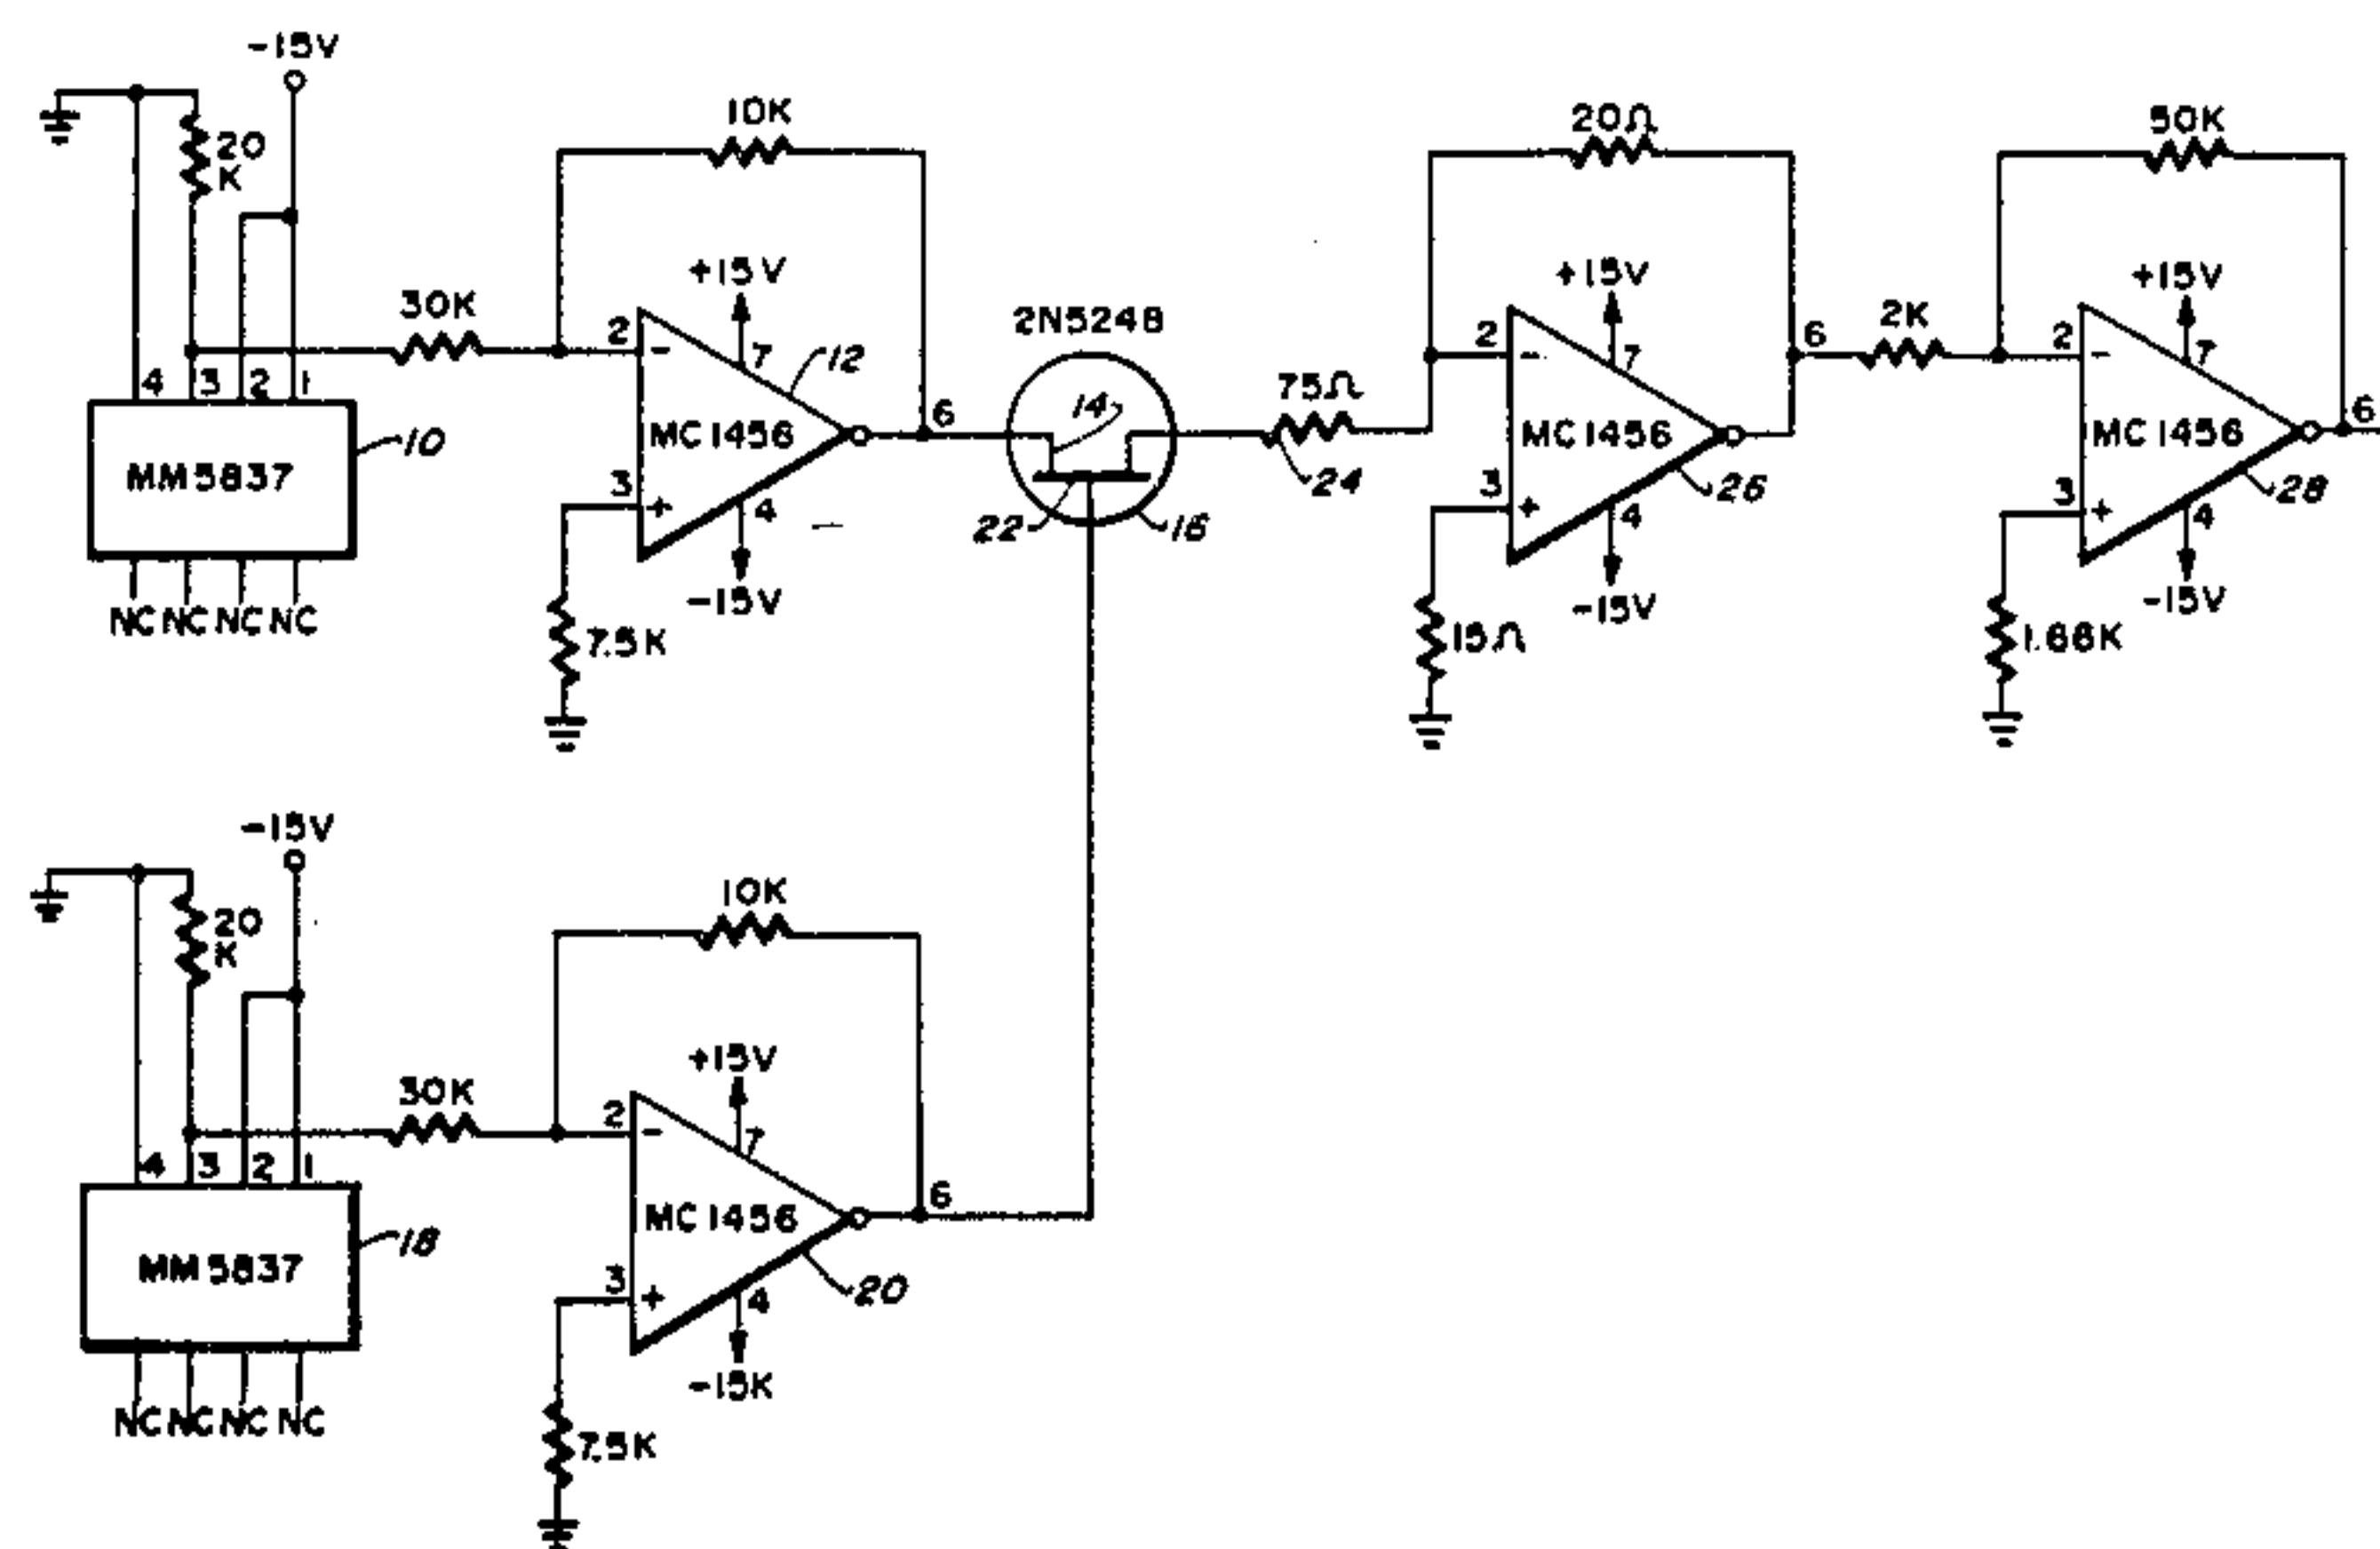 -15V
20
K
10K
20Ω
50K
+15V
+15V
+15V
30K
2N5248
2K
2
7
12
4 3 2 1
6
75Ω
2
7
6
2
7
6
10
MC1456
14
MC1456
MC1456
MM5837
3
4
22
16
24
3
4
26
3
4
28
NC NC NC NC
-15V
-15V
-15V
7.5K
15Ω
1.88K
-15V
20
K
10K
+15V
30K
2
7
4 3 2 1
6
18
MC1456
MM5837
3
4
20
-15K
NC NC NC NC
7.5K